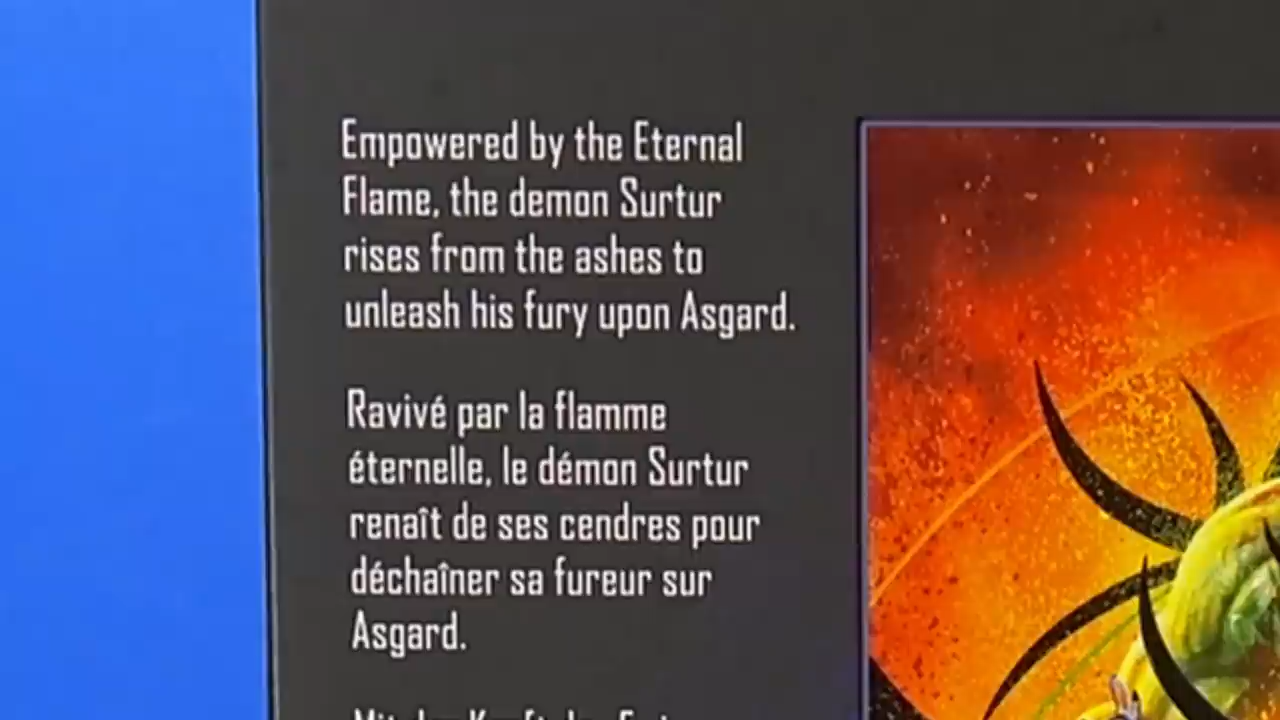 Empowered by the Eternal
Flame, the demon Surtur
rises from the ashes to
unleash his fury upon Asgard.
Ravivé par la flamme
éternelle, le démon Surtur
renaît de ses cendres pour
déchaîner sa fureur sur
Asgard.